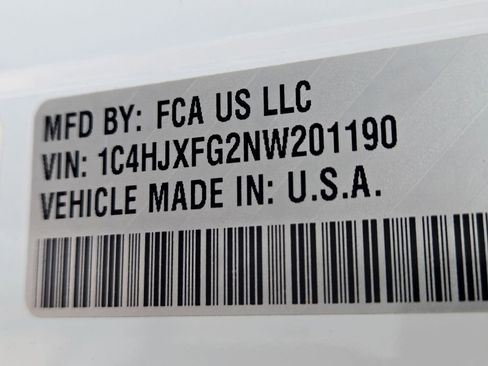 MFD BY: FCA US LLC
VIN: 1C4HJXFG2NW201190
VEHICLE MADE IN: U.S.A.